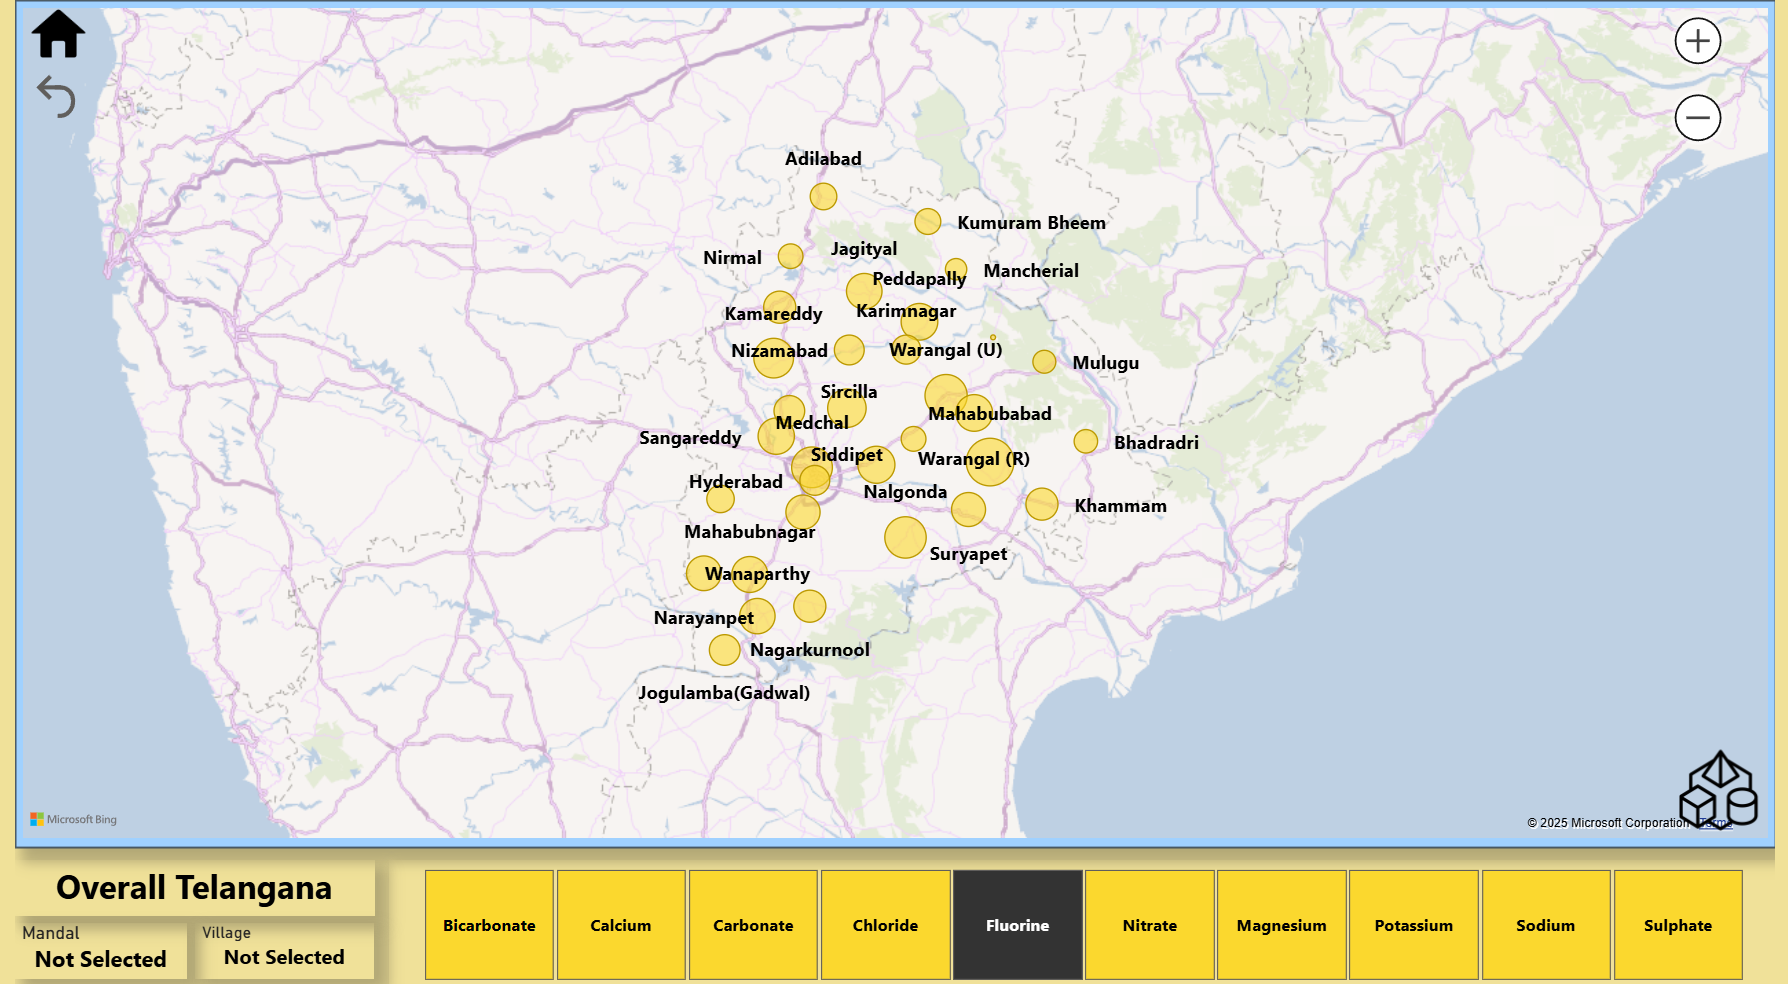 Adilabad
Kumuram Bheem
Jagityal
Nirmal
Mancherial
Peddapally
Karimnagar
Kamareddy
Nizamabad
Warangal (U)
Mulugu
Sircilla
Mahabubabad
Medchal
Sangareddy
Bhadradri
Siddipet
Warangal (R)
Hyderabad
Nalgonda
Khammam
Mahabubnagar
Suryapet
Wanaparthy
Narayanpet
Nagarkurnool
Jogulamba(Gadwal)
Microsoft Bing
© 2025 Microsoft Corporation Terms
Overall Telangana
Mandal
Not Selected
Village
Not Selected
Bicarbonate
Calcium
Carbonate
Chloride
Fluorine
Nitrate
Magnesium
Potassium
Sodium
Sulphate